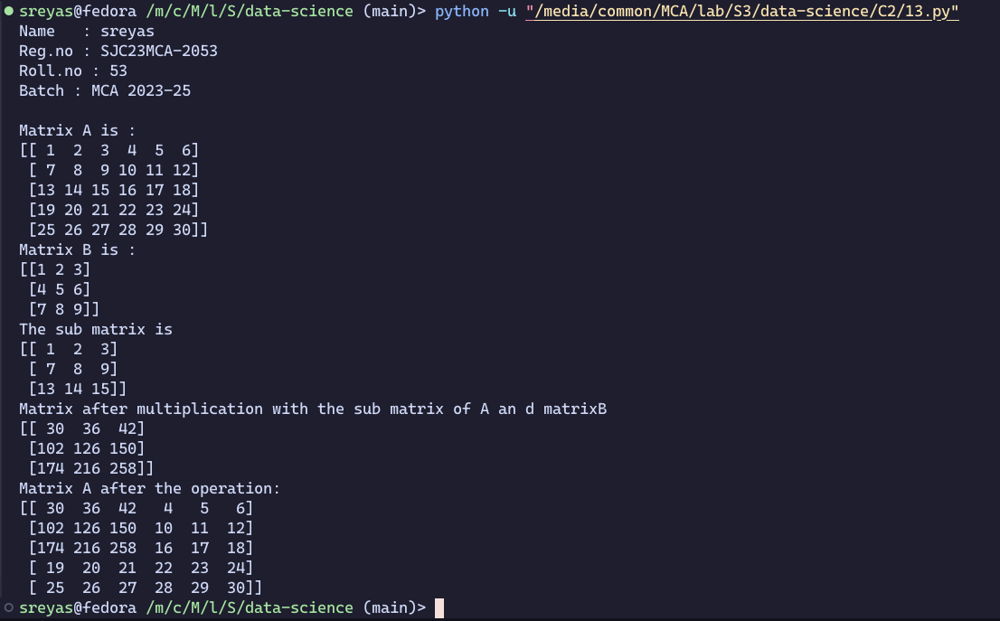 sreyas@fedora /m/c/M/l/S/data-science (main)> python -u "/media/common/MCA/lab/S3/data-science/C2/13.py"
Name   : sreyas
Reg.no : SJC23MCA-2053
Roll.no : 53
Batch : MCA 2023-25

Matrix A is :
[[ 1  2  3  4  5  6]
 [ 7  8  9 10 11 12]
 [13 14 15 16 17 18]
 [19 20 21 22 23 24]
 [25 26 27 28 29 30]]
Matrix B is :
[[1 2 3]
 [4 5 6]
 [7 8 9]]
The sub matrix is
[[ 1  2  3]
 [ 7  8  9]
 [13 14 15]]
Matrix after multiplication with the sub matrix of A an d matrixB
[[ 30  36  42]
 [102 126 150]
 [174 216 258]]
Matrix A after the operation:
[[ 30  36  42   4   5   6]
 [102 126 150  10  11  12]
 [174 216 258  16  17  18]
 [ 19  20  21  22  23  24]
 [ 25  26  27  28  29  30]]
sreyas@fedora /m/c/M/l/S/data-science (main)>